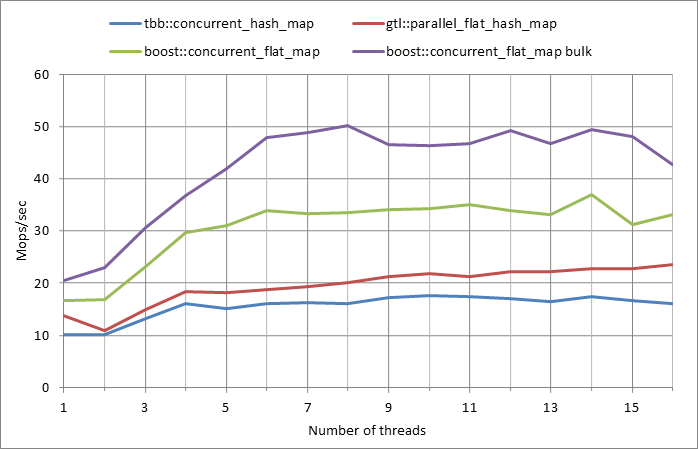 tbb::concurrent_hash_map gtl::parallel_flat_hash_map
boost::concurrent_flat_map boost::concurrent_flat_map bulk
60
50
40
30
20
10
0
Mops/sec
1 3 5 7 9 11 13 15
Number of threads